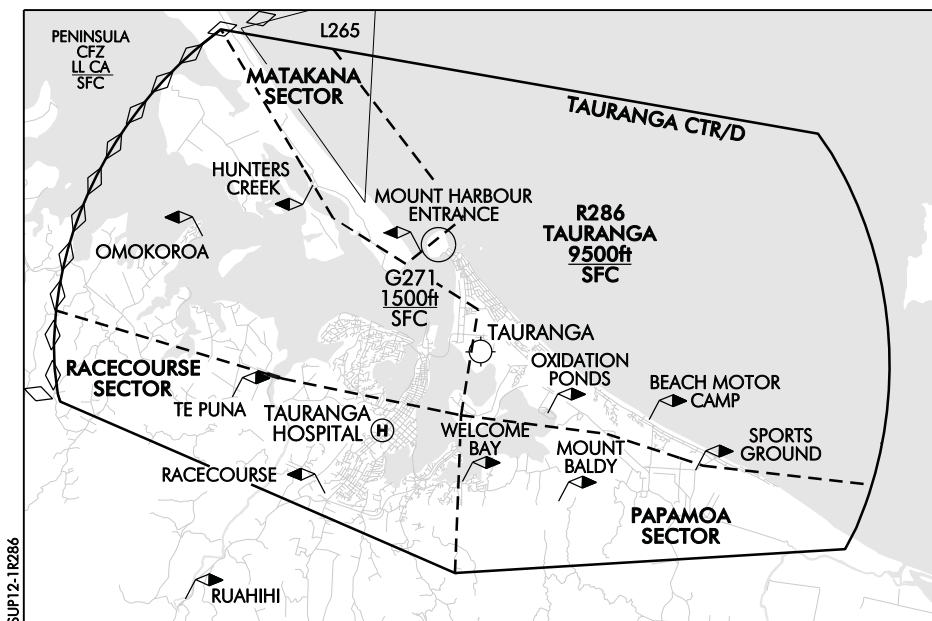 PENINSULA
CFZ
LL CA
SFC
L265
MATAKANA
SECTOR
TAURANGA CTR/D
HUNTERS
CREEK
MOUNT HARBOUR
ENTRANCE
R286
TAURANGA
9500ft
SFC
OMOKOROA
G271
1500ft
SFC
TAURANGA
RACECOURSE
SECTOR
OXIDATION
PONDS
BEACH MOTOR
CAMP
TE PUNA
TAURANGA
HOSPITAL
H
WELCOME
BAY
MOUNT
BALDY
SPORTS
GROUND
RACECOURSE
PAPAMOA
SECTOR
RUAHIHI
SUP12-1R286